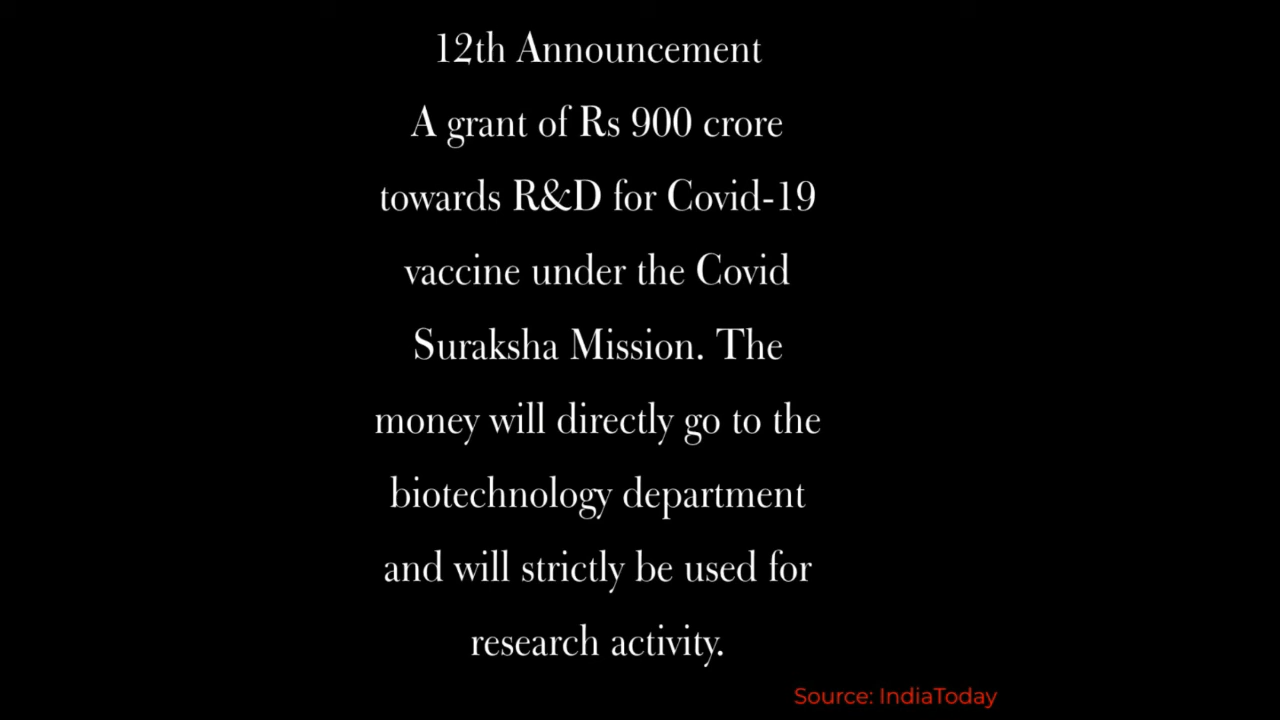 12th Announcement
A grant of Rs 900 crore
towards R&D for Covid-19
vaccine under the Covid
Suraksha Mission. The
money will directly go to the
biotechnology department
and will strictly be used for
research activity.
Source: IndiaToday